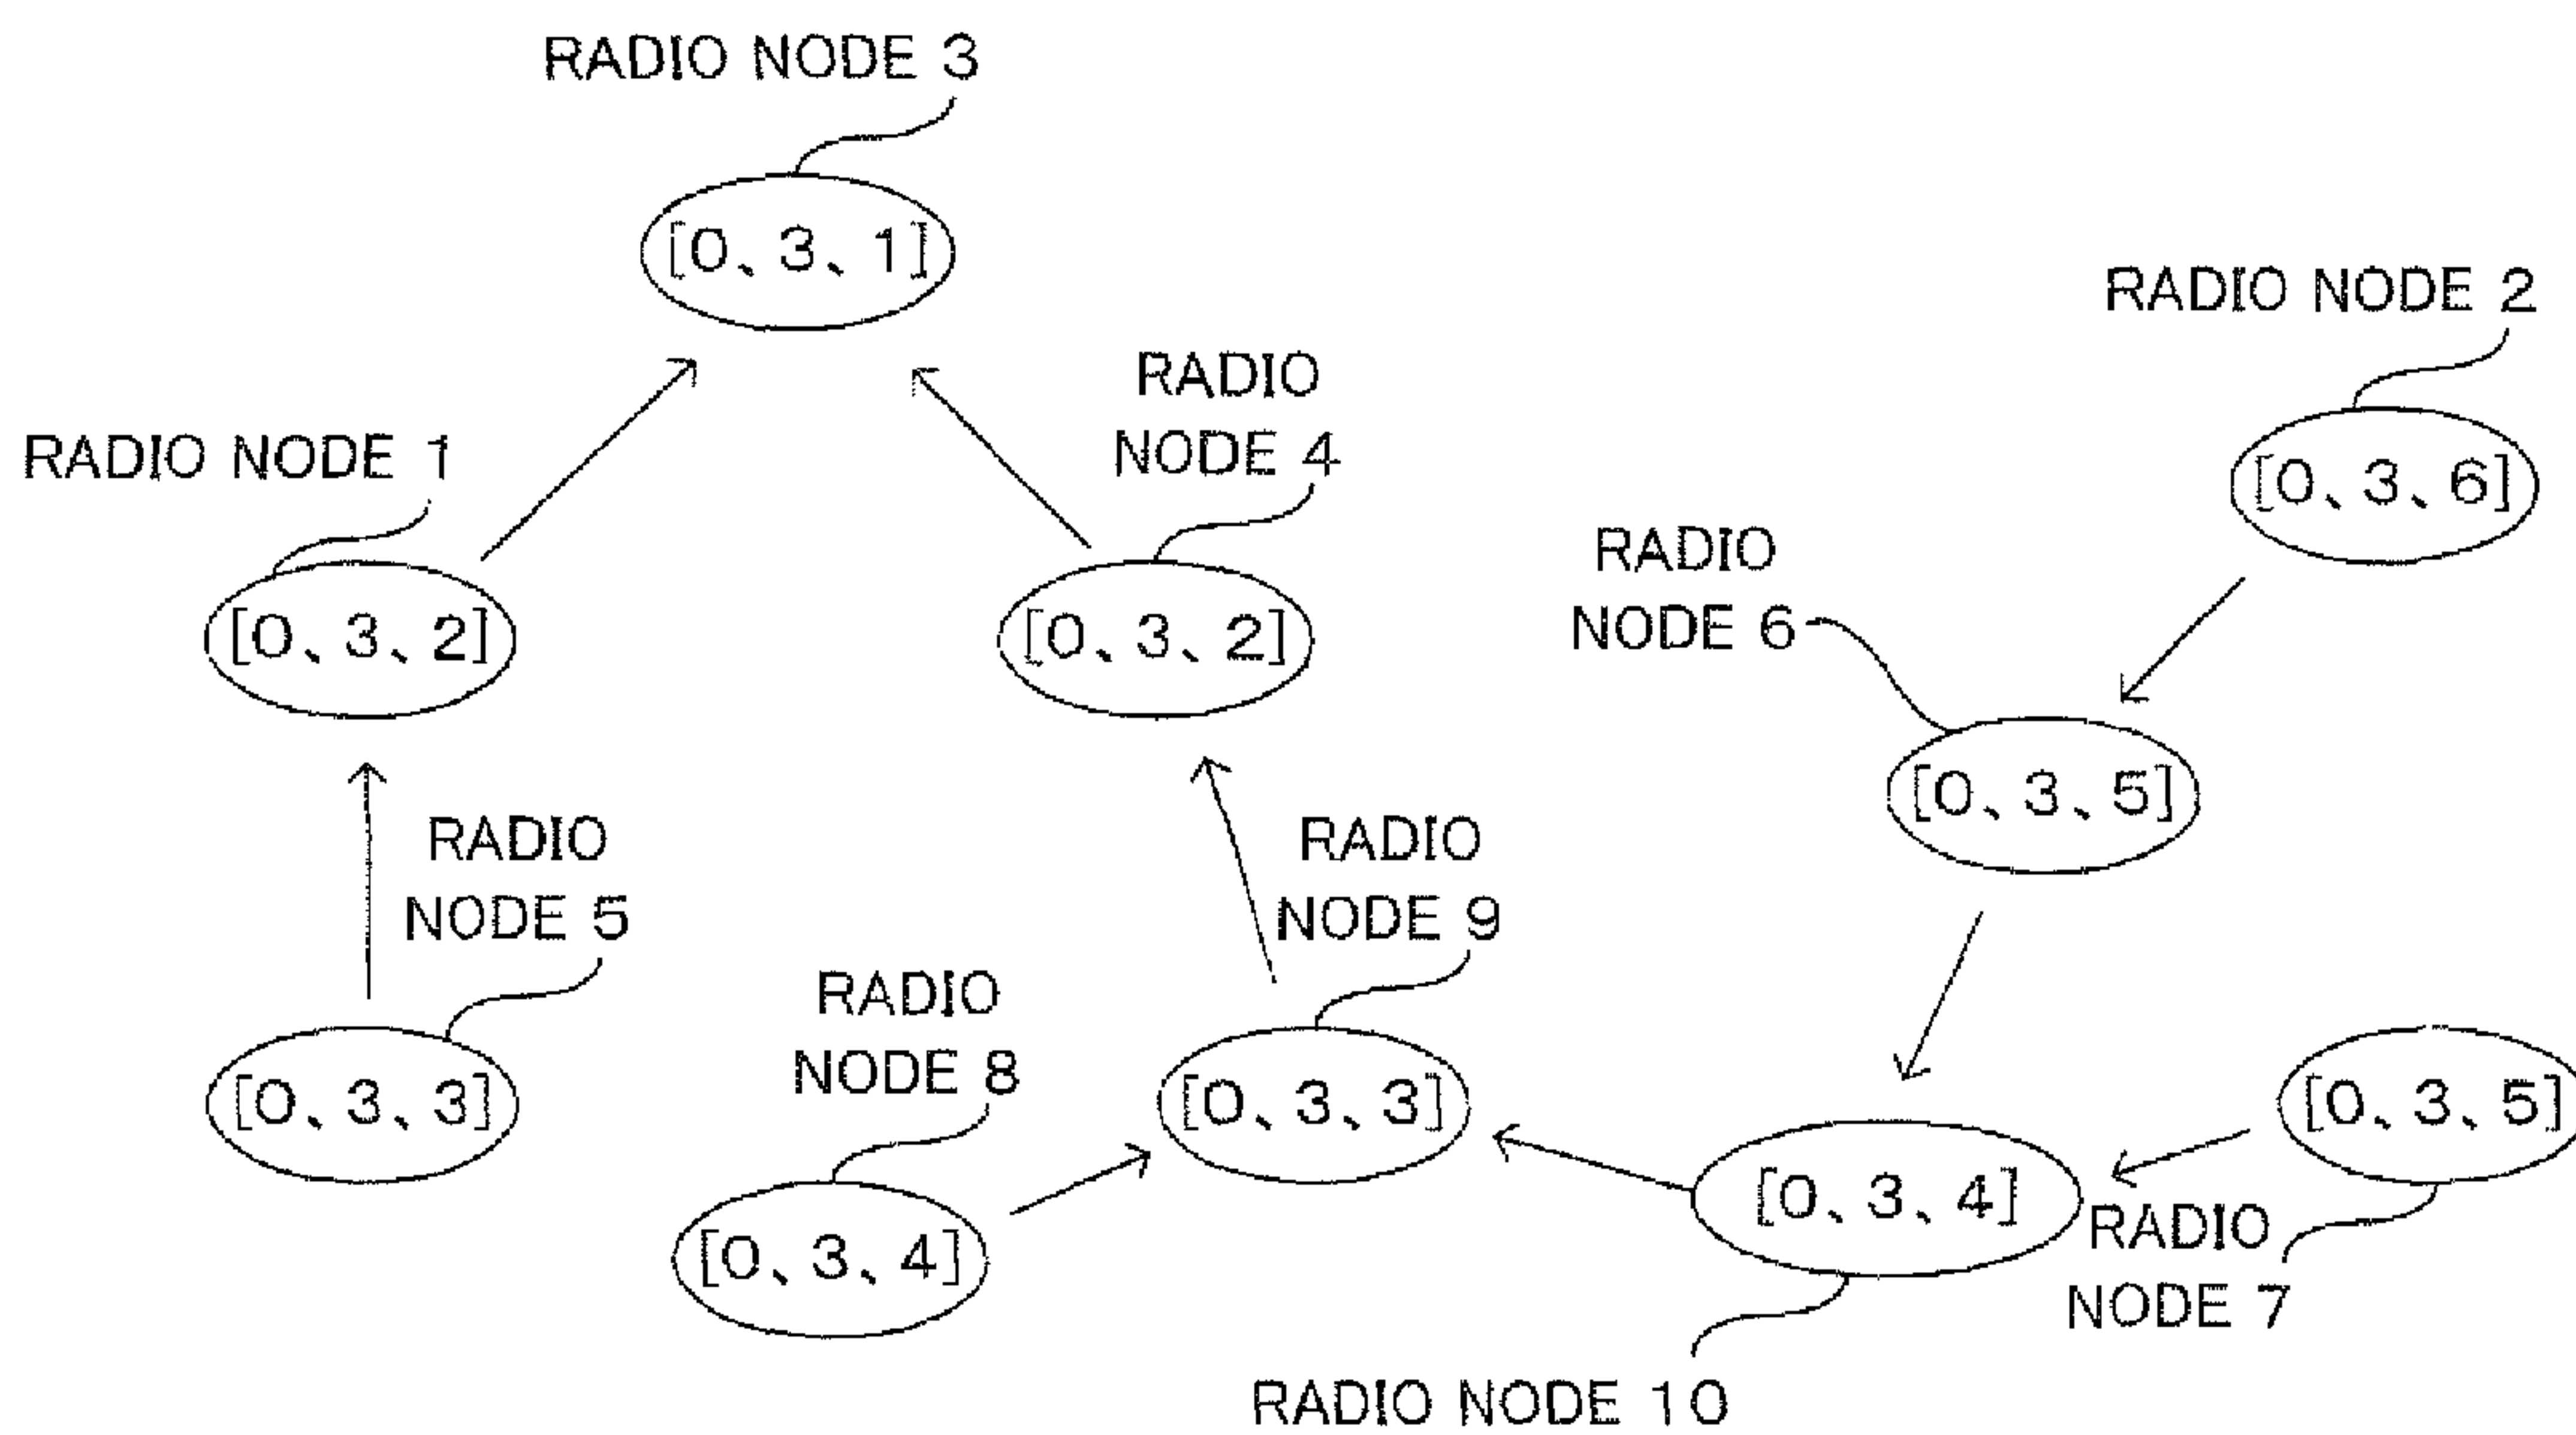 RADIO NODE 3
[0、3、1]
RADIO NODE 2
[0、3、6]
RADIO
NODE 4
RADIO NODE 1
[0、3、2]
[0、3、2]
RADIO
NODE 6
[0、3、5]
RADIO
NODE 5
[0、3、3]
RADIO
NODE 9
[0、3、3]
RADIO
NODE 8
[0、3、4]
[0、3、4]
[0、3、5]
RADIO
NODE 7
RADIO NODE 10